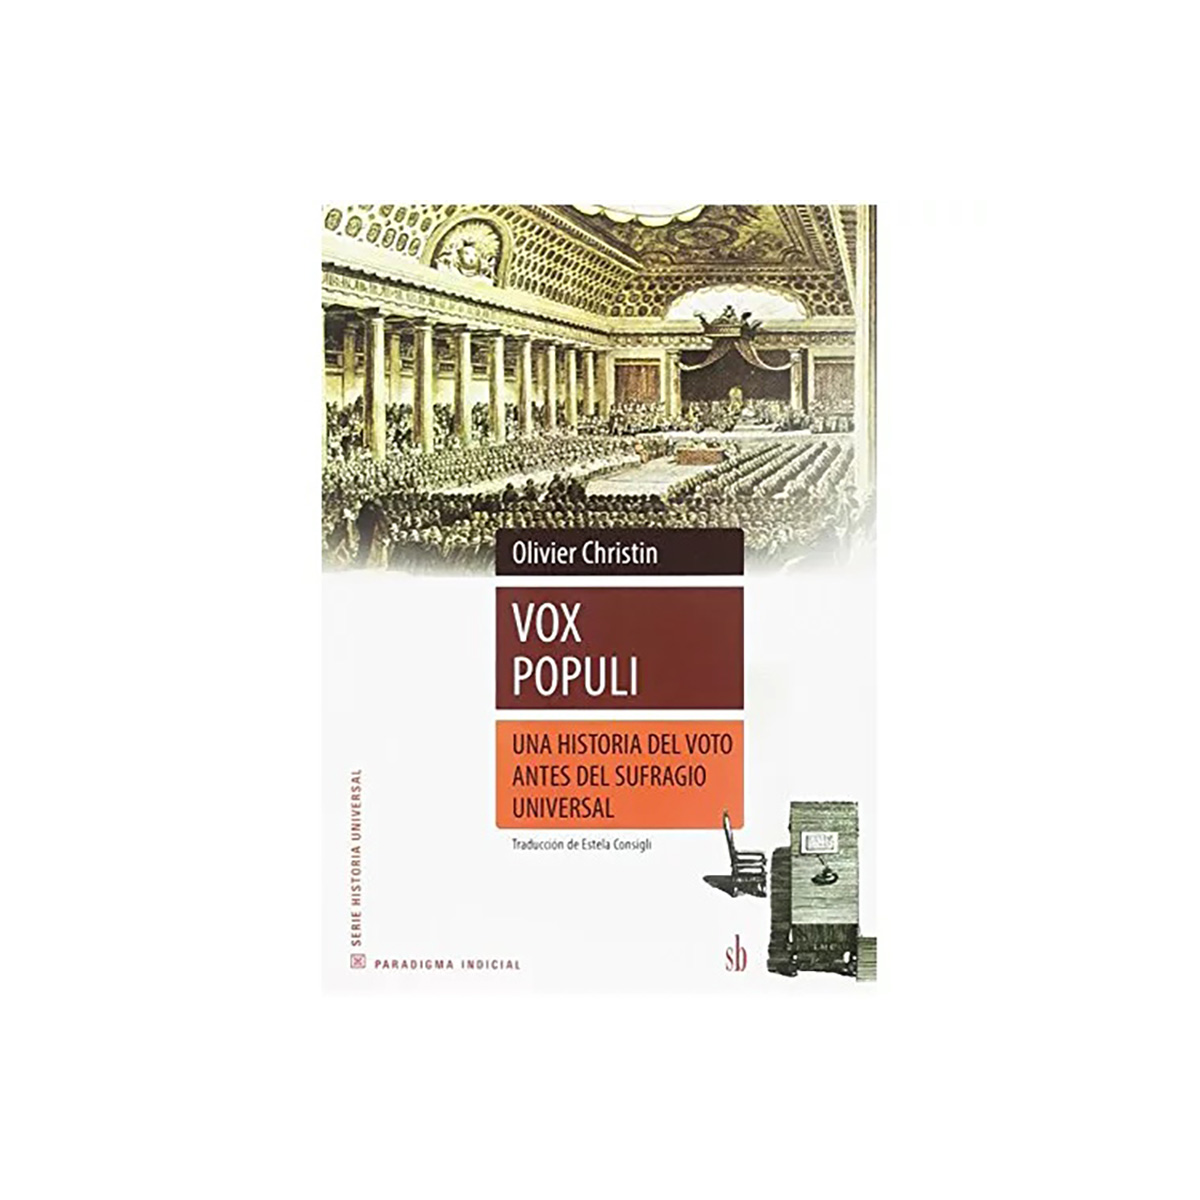 Olivier Christin
VOX
POPULI
UNA HISTORIA DEL VOTO
ANTES DEL SUFRAGIO
UNIVERSAL
Traducción de Estela Consigli
SERIE HISTORIA UNIVERSAL
PARADIGMA INDICIAL
sb